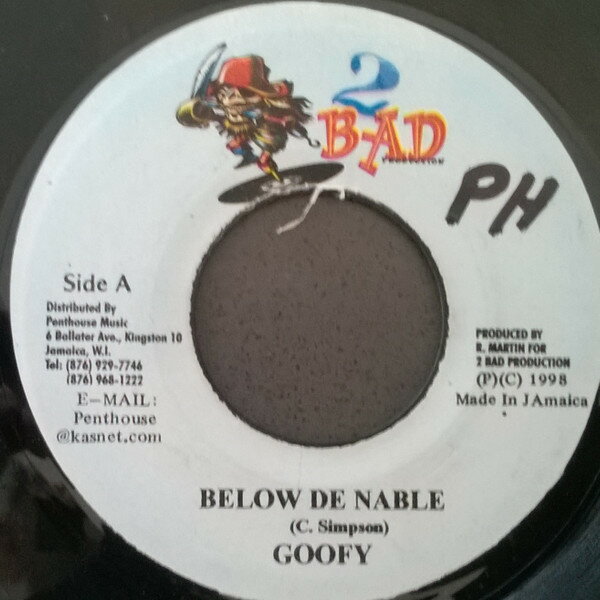 2
BAD
PRODUCTION
PH
Side A
Distributed By
Penthouse Music
6 Ballater Ave., Kingston 10
Jamaica, W.I.
Tel: (876) 929-7746
(876) 968-1222
E-MAIL:
Penthouse
@kasnet.com
PRODUCED BY
R. MARTIN FOR
2 BAD PRODUCTION
(P)(C) 1998
Made In JAmaica
BELOW DE NABLE
(C. Simpson)
GOOFY